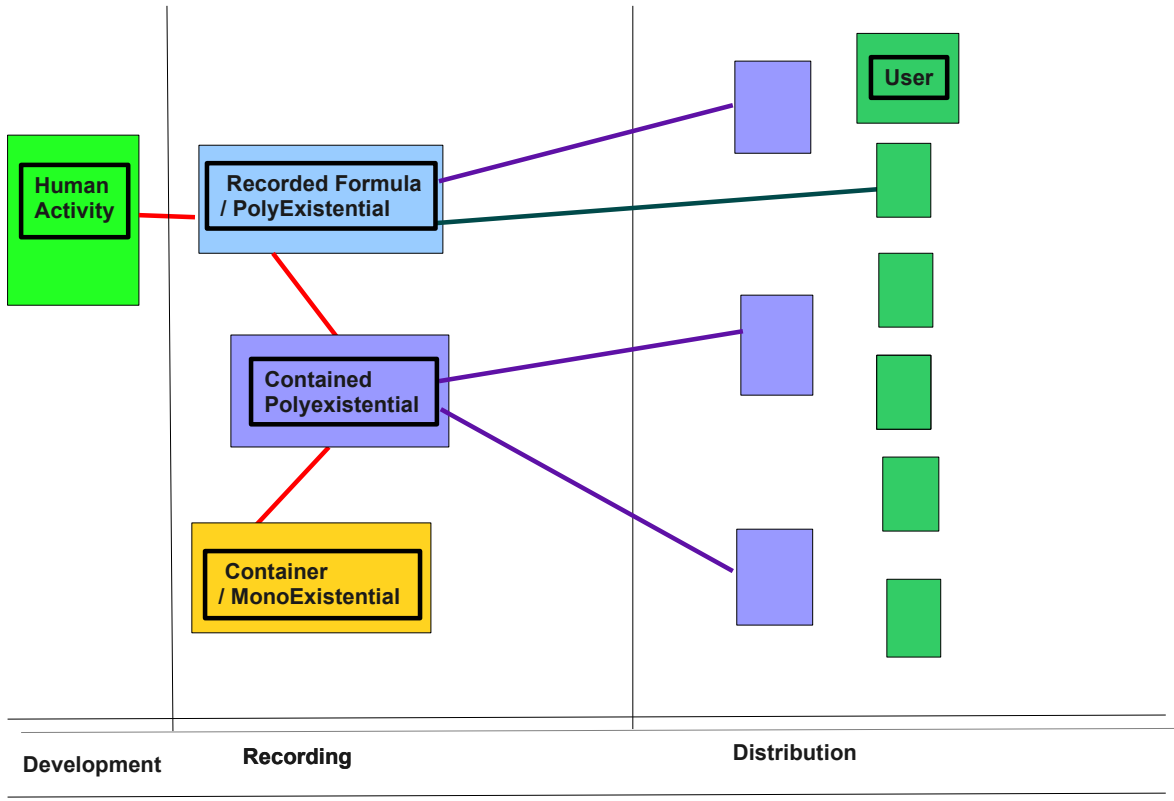 User
Human
Activity
Recorded Formula
/ PolyExistential
Contained
Polyexistential
Container
/ MonoExistential
Development
Recording
Distribution